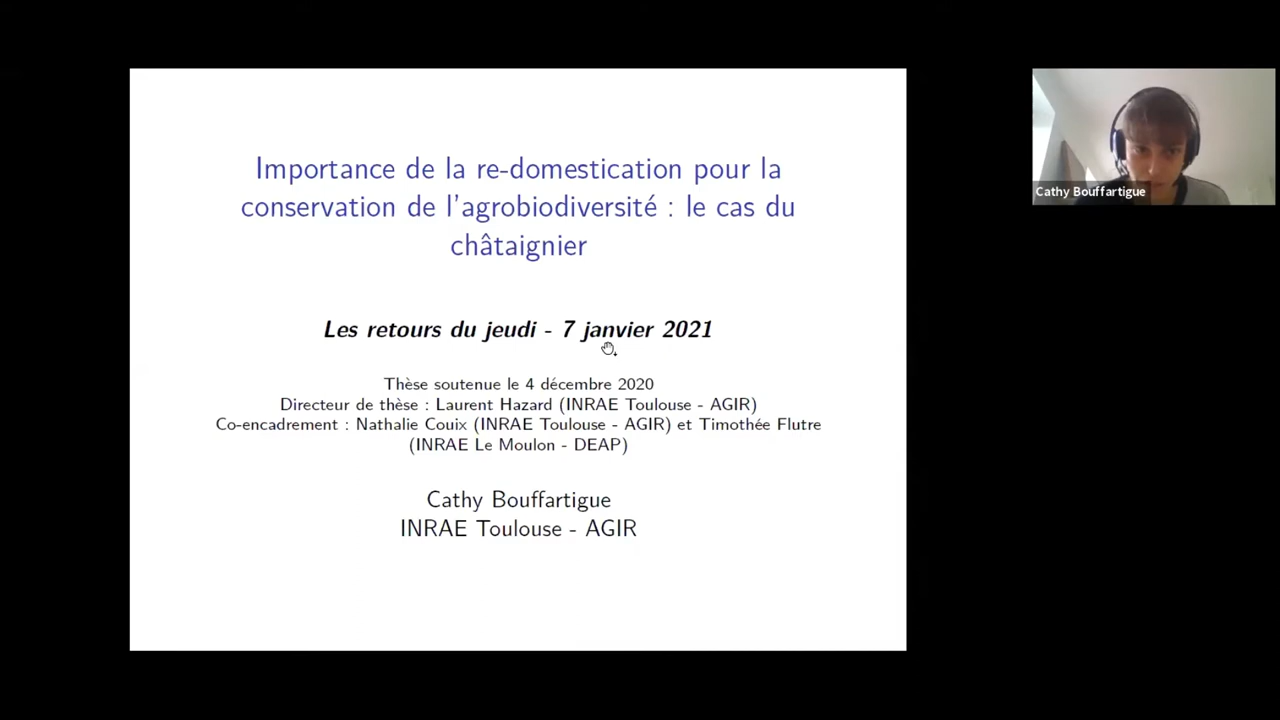 Importance de la re-domestication pour la
conservation de l'agrobiodiversité : le cas du
châtaignier
Les retours du jeudi - 7 janvier 2021
Thèse soutenue le 4 décembre 2020
Directeur de thèse : Laurent Hazard (INRAE Toulouse - AGIR)
Co-encadrement : Nathalie Couix (INRAE Toulouse - AGIR) et Timothée Flutre
(INRAE Le Moulon - DEAP)
Cathy Bouffartigue
INRAE Toulouse - AGIR
Cathy Bouffartigue